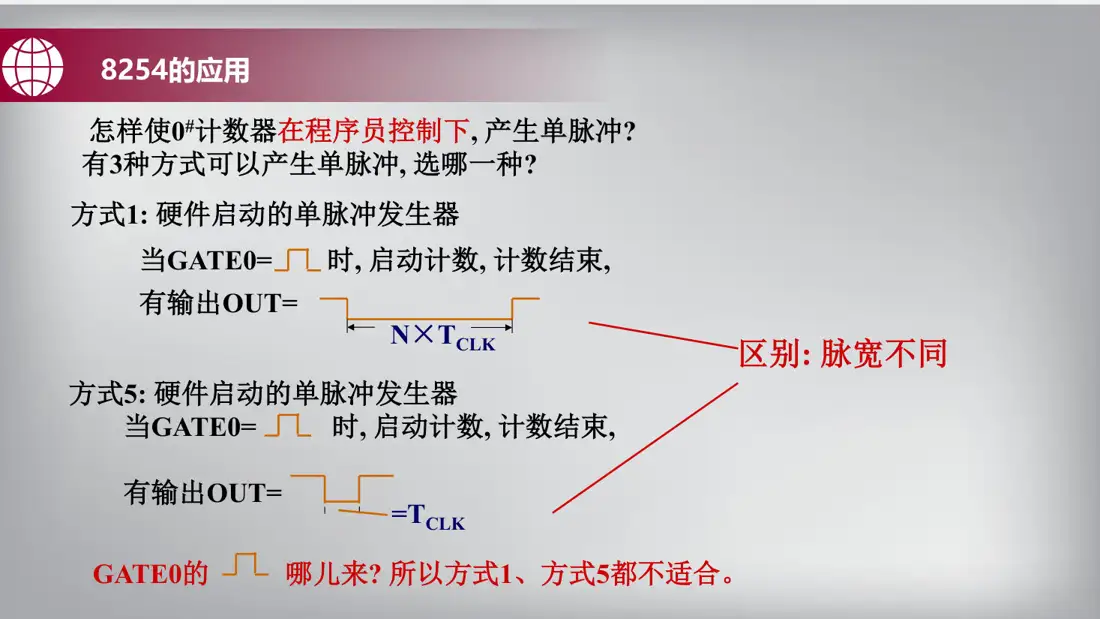 8254的应用
怎样使0#计数器在程序员控制下, 产生单脉冲?
有3种方式可以产生单脉冲, 选哪一种?
方式1: 硬件启动的单脉冲发生器
当GATE0= 时, 启动计数, 计数结束,
有输出OUT=
N×TCLK
区别: 脉宽不同
方式5: 硬件启动的单脉冲发生器
当GATE0= 时, 启动计数, 计数结束,
有输出OUT=
=TCLK
GATE0的 哪儿来? 所以方式1、方式5都不适合。